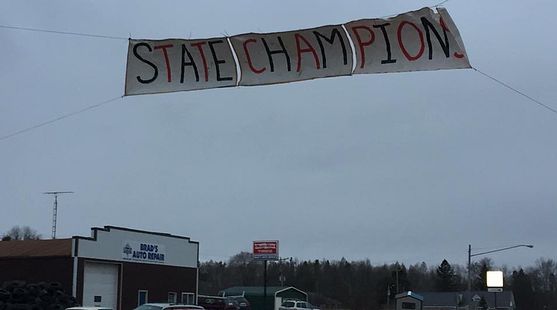 STATE CHAMPIONS
BRAD'S
AUTO REPAIR